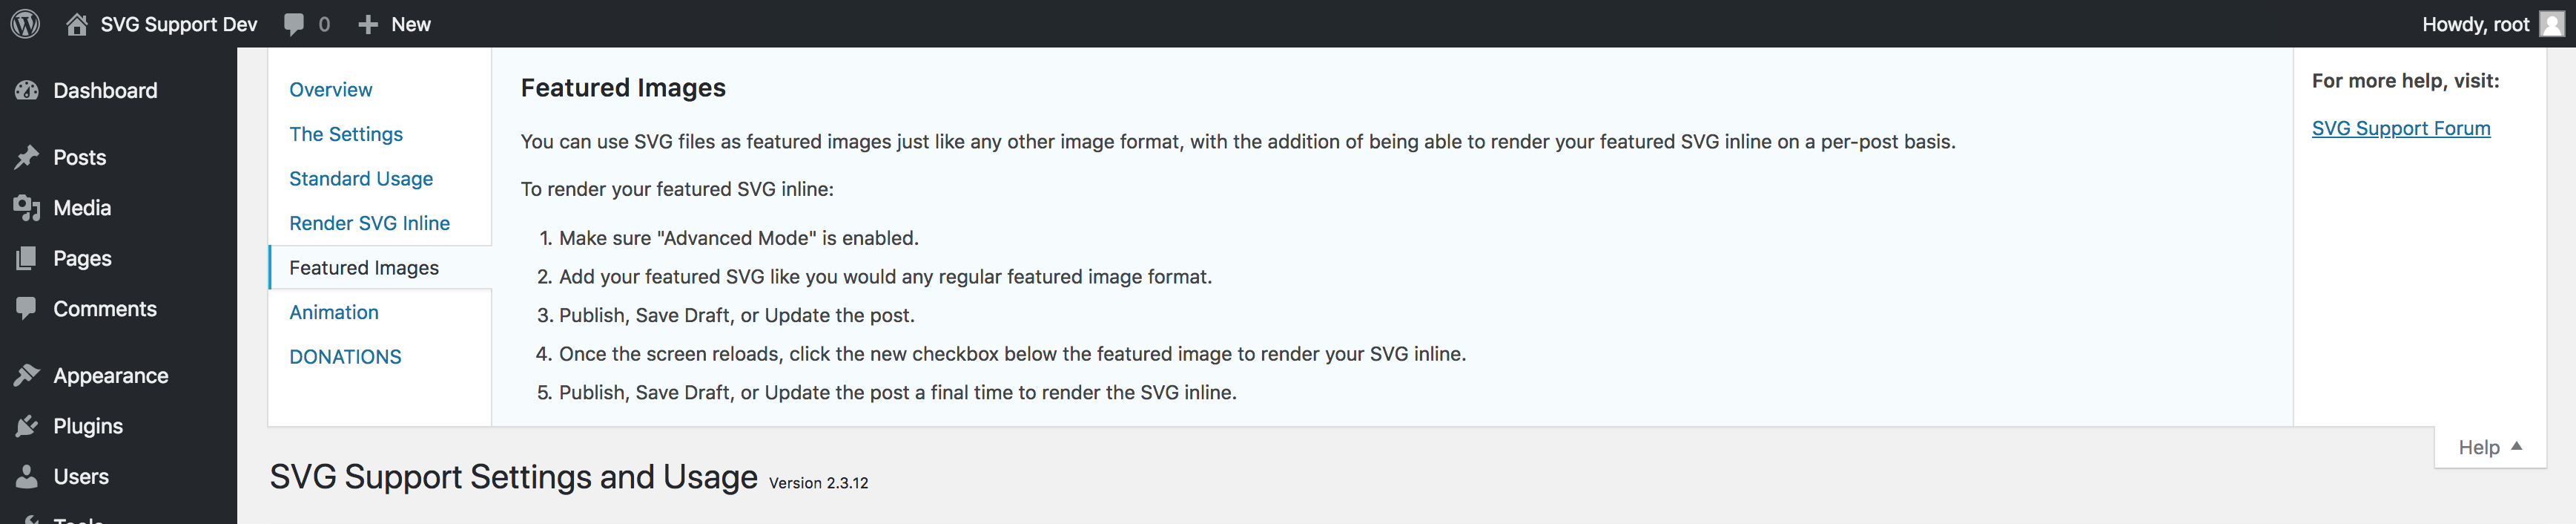 SVG Support Dev
0
New
Howdy, root
Dashboard
Posts
Media
Pages
Comments
Appearance
Plugins
Users
Tools
Overview
The Settings
Standard Usage
Render SVG Inline
Featured Images
Animation
DONATIONS
Featured Images
You can use SVG files as featured images just like any other image format, with the addition of being able to render your featured SVG inline on a per-post basis.
To render your featured SVG inline:
1. Make sure "Advanced Mode" is enabled.
2. Add your featured SVG like you would any regular featured image format.
3. Publish, Save Draft, or Update the post.
4. Once the screen reloads, click the new checkbox below the featured image to render your SVG inline.
5. Publish, Save Draft, or Update the post a final time to render the SVG inline.
For more help, visit:
SVG Support Forum
Help
SVG Support Settings and Usage Version 2.3.12